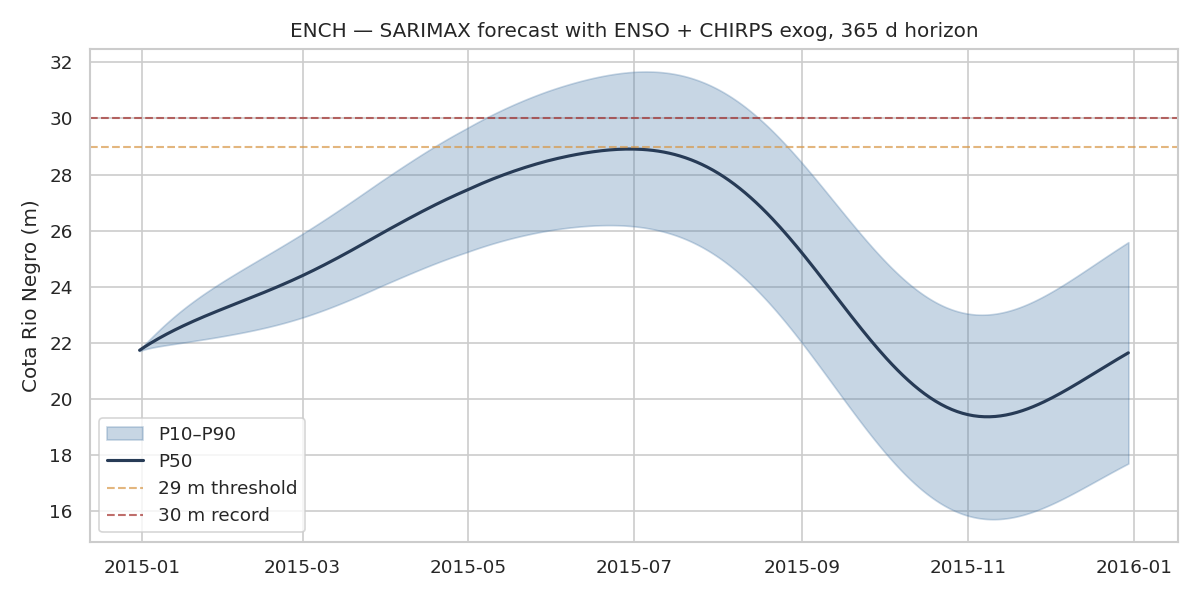 ENCH — SARIMAX forecast with ENSO + CHIRPS exog, 365 d horizon
Cota Rio Negro (m)
32
30
28
26
24
22
20
18
16
P10–P90
P50
29 m threshold
30 m record
2015-01
2015-03
2015-05
2015-07
2015-09
2015-11
2016-01